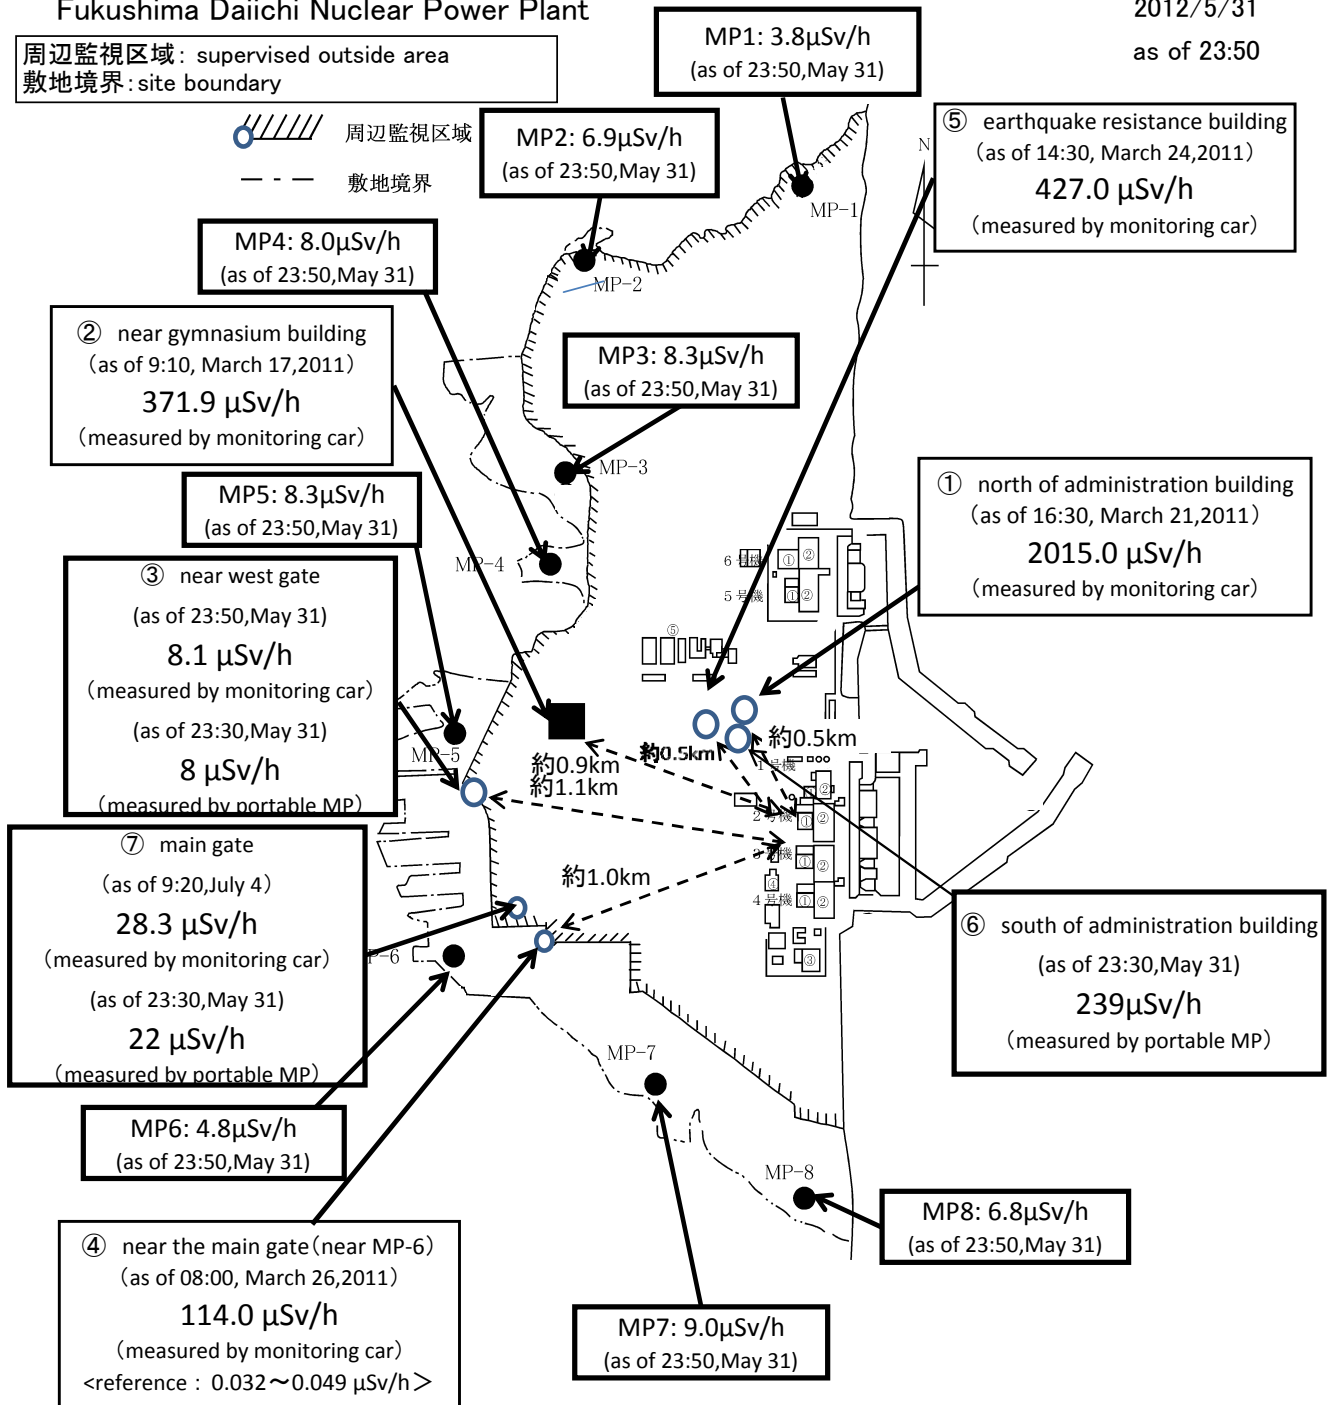 Fukushima Daiichi Nuclear Power Plant
2012/5/31
as of 23:50
周辺監視区域: supervised outside area
敷地境界:site boundary
周辺監視区域
敷地境界
MP1: 3.8μSv/h
(as of 23:50,May 31)
MP2: 6.9μSv/h
(as of 23:50,May 31)
⑤ earthquake resistance building
(as of 14:30, March 24,2011)
427.0 μSv/h
(measured by monitoring car)
N
MP-1
MP4: 8.0μSv/h
(as of 23:50,May 31)
MP-2
② near gymnasium building
(as of 9:10, March 17,2011)
371.9 μSv/h
(measured by monitoring car)
MP3: 8.3μSv/h
(as of 23:50,May 31)
MP-3
MP5: 8.3μSv/h
(as of 23:50,May 31)
① north of administration building
(as of 16:30, March 21,2011)
2015.0 μSv/h
(measured by monitoring car)
MP-4
③ near west gate
(as of 23:50,May 31)
8.1 μSv/h
(measured by monitoring car)
(as of 23:30,May 31)
8 μSv/h
(measured by portable MP)
6号機
① ②
5号機
① ②
⑤
MP-5
約0.9km
約1.1km
約0.5km
約0.5km
1号機
②
2号機
① ②
3号機
① ②
④
4号機
① ②
③
約1.0km
⑦ main gate
(as of 9:20,July 4)
28.3 μSv/h
(measured by monitoring car)
(as of 23:30,May 31)
22 μSv/h
(measured by portable MP)
P-6
⑥ south of administration building
(as of 23:30,May 31)
239μSv/h
(measured by portable MP)
MP-7
MP6: 4.8μSv/h
(as of 23:50,May 31)
MP-8
MP8: 6.8μSv/h
(as of 23:50,May 31)
④ near the main gate(near MP-6)
(as of 08:00, March 26,2011)
114.0 μSv/h
(measured by monitoring car)
<reference : 0.032～0.049 μSv/h＞
MP7: 9.0μSv/h
(as of 23:50,May 31)